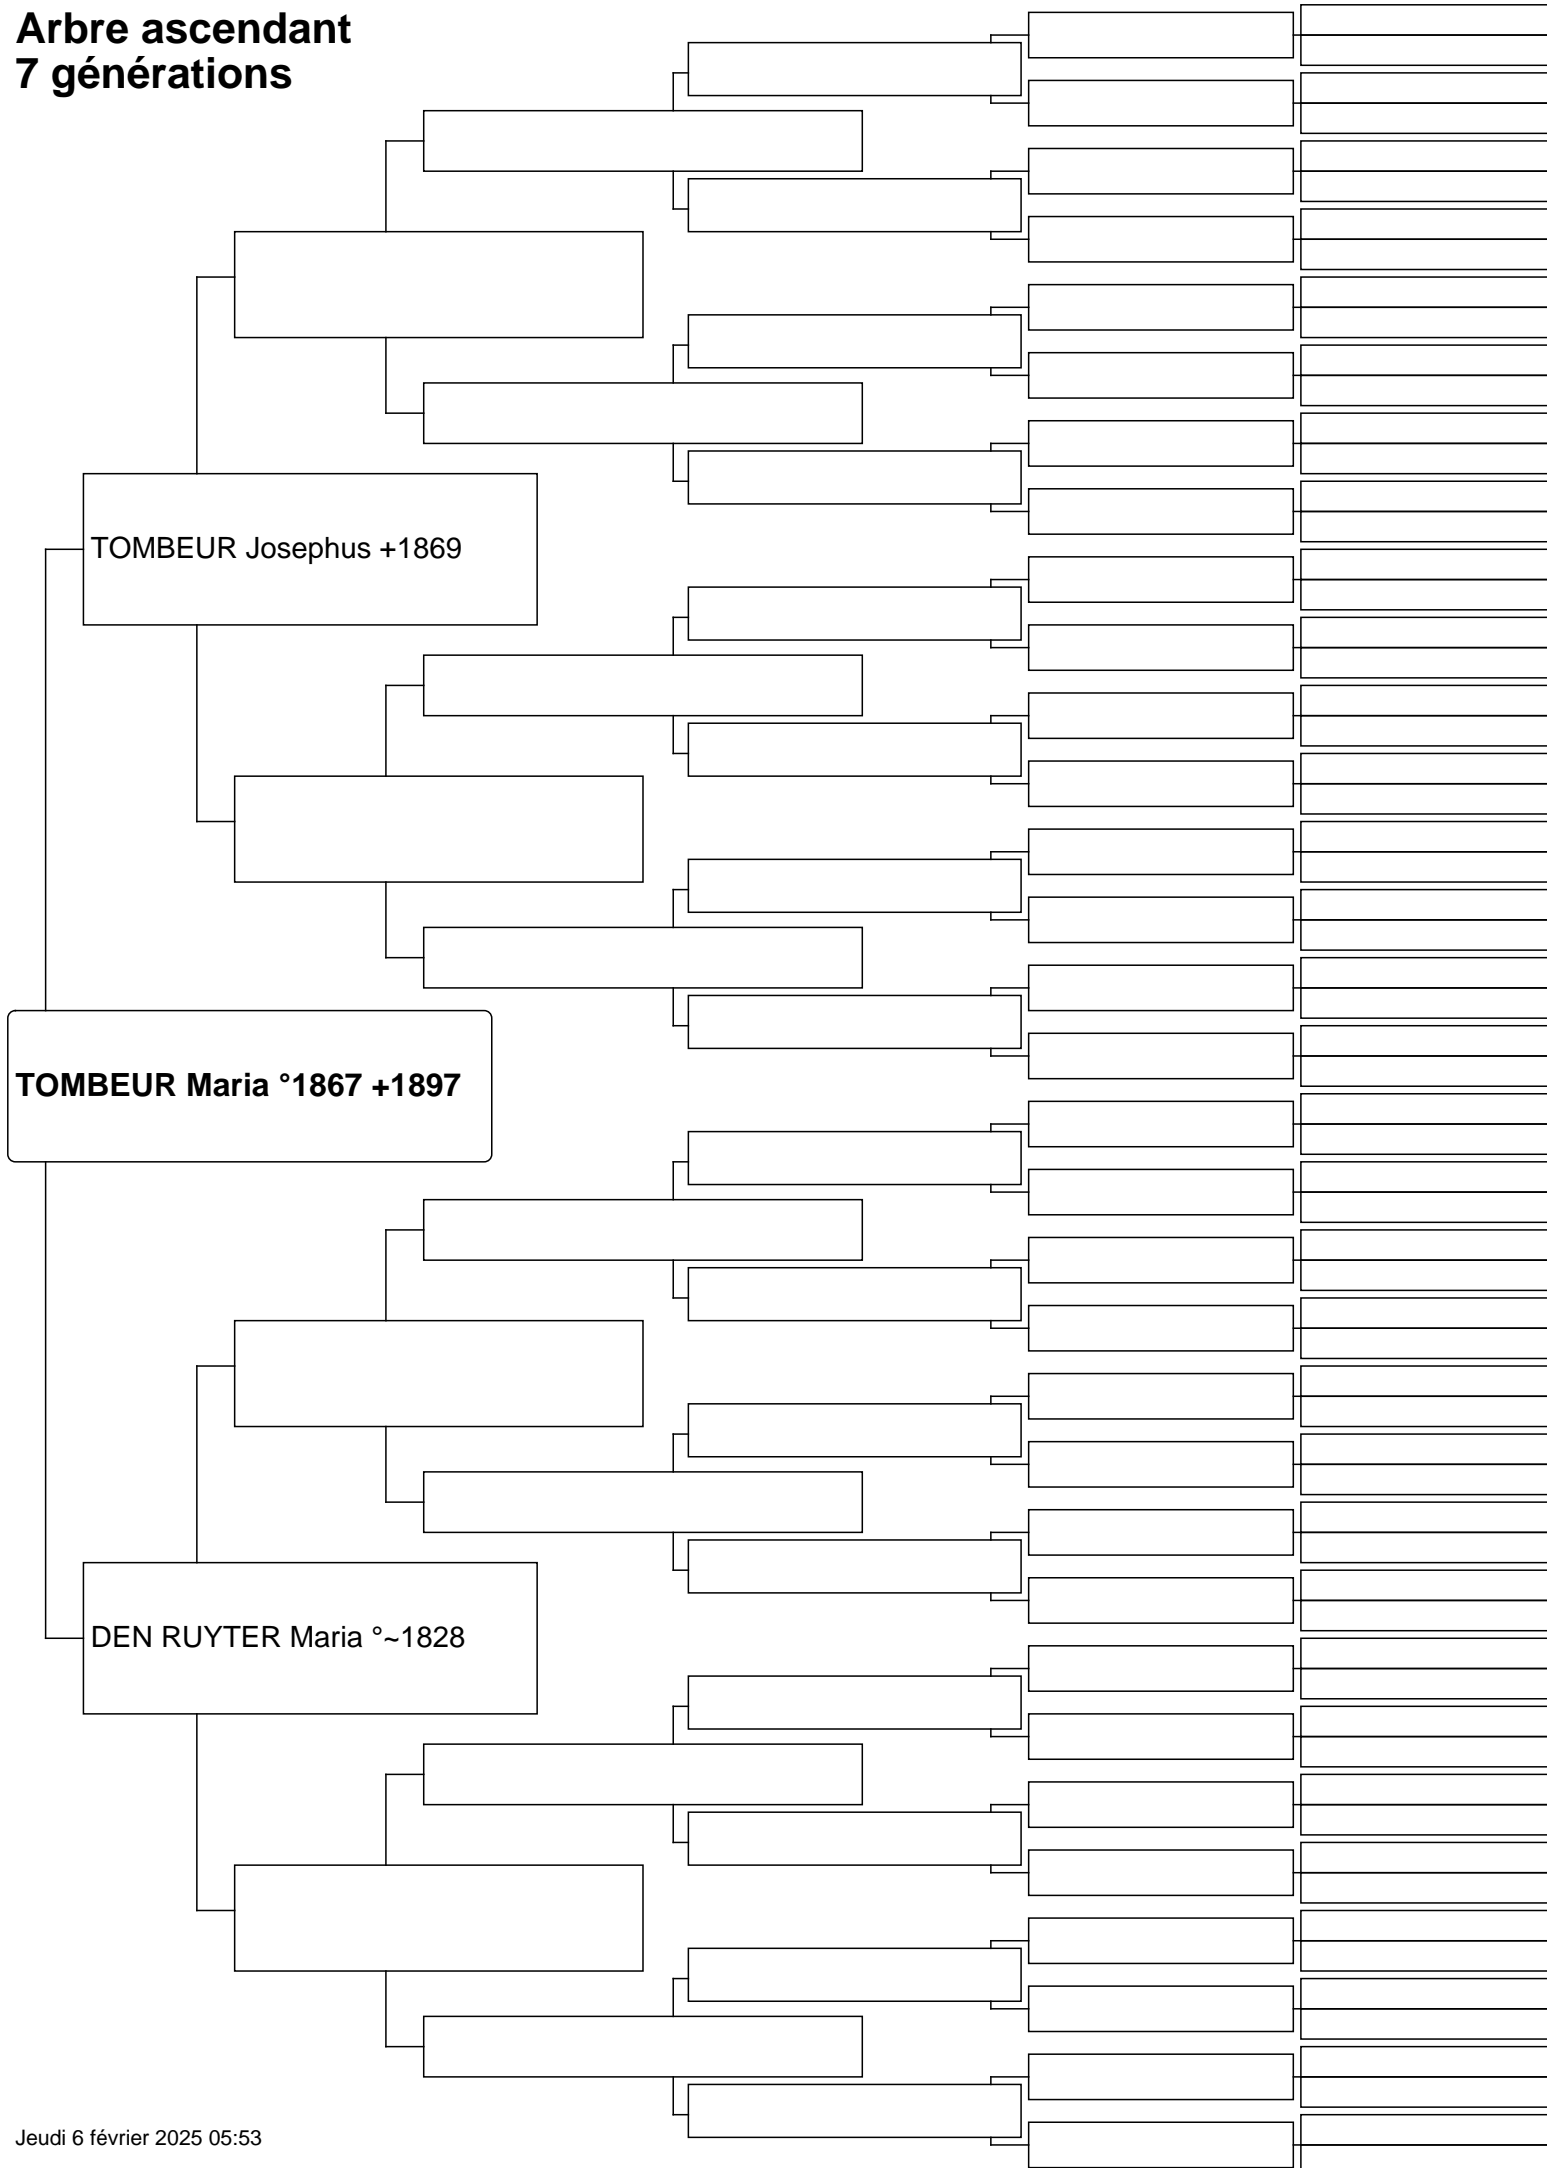 Arbre ascendant
7 générations
TOMBEUR Josephus +1869
TOMBEUR Maria °1867 +1897
DEN RUYTER Maria °~1828
Jeudi 6 février 2025 05:53